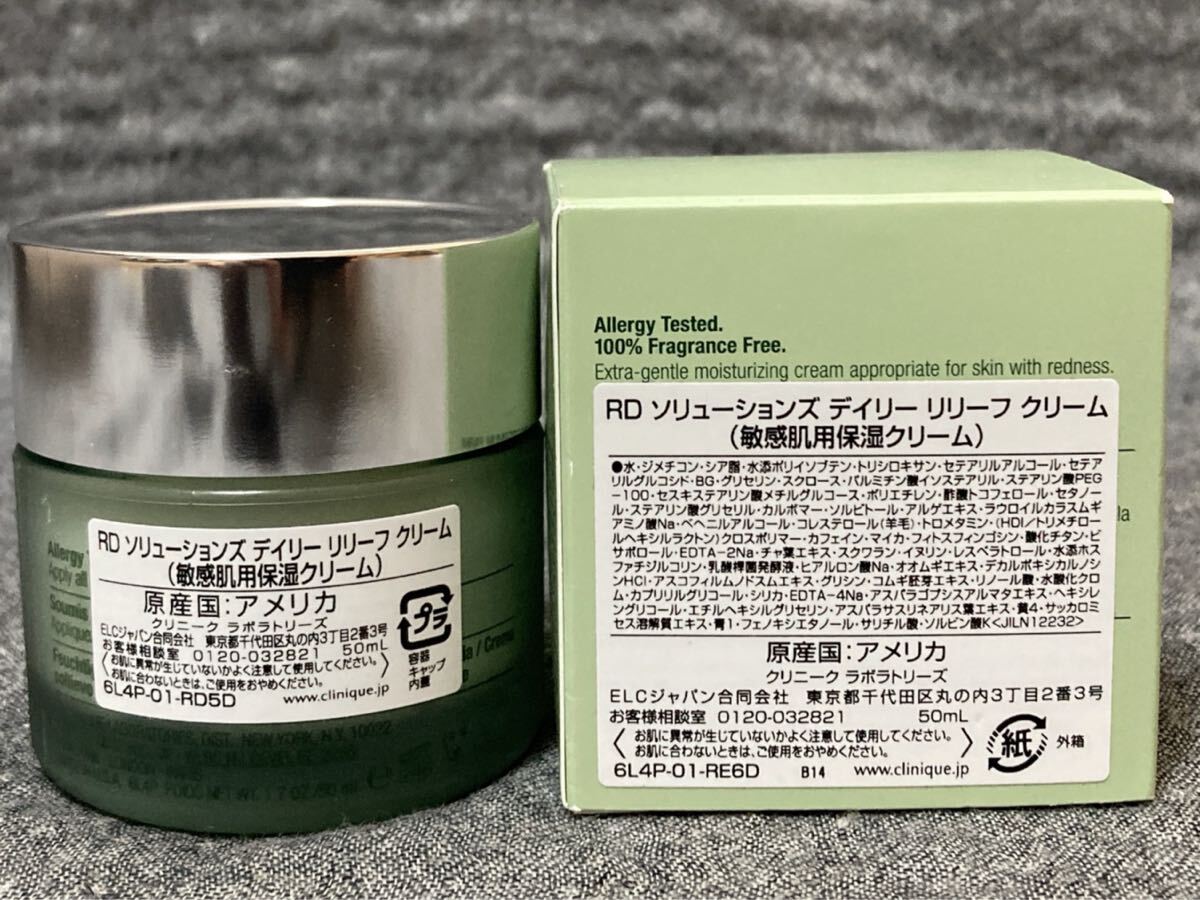 Allergy
Apply all
Soumis
Applique
RD ソリューションズ デイリー リリーフ クリーム
(敏感肌用保湿クリーム)
原産国:アメリカ
クリニーク ラボラトリーズ
ELCジャパン合同会社 東京都千代田区丸の内3丁目2番3号
お客様相談室 0120-032821 50mL
お肌に異常が生じていないかよく注意して使用してください。
お肌に合わないときは、ご使用をおやめください。
6L4P-01-RD5D www.clinique.jp
プラ
容器
キャップ
内蓋
/ Crema
LABORATORIES, DIST. NEW YORK, N.Y. 10022
Allergy Tested.
100% Fragrance Free.
Extra-gentle moisturizing cream appropriate for skin with redness.
RD ソリューションズ デイリー リリーフ クリーム
(敏感肌用保湿クリーム)
●水・ジメチコン・シア脂・水添ポリイソブテン・トリシロキサン・セテアリルアルコール・セテア
リルグルコシド・BG・グリセリン・スクロース・パルミチン酸イソステアリル・ステアリン酸PEG
-100・セスキステアリン酸メチルグルコース・ポリエチレン・酢酸トコフェロール・セタノー
ル・ステアリン酸グリセリル・カルボマー・ソルビトール・アルゲエキス・ラウロイルカラスムギ
アミノ酸Na・ベヘニルアルコール・コレステロール(羊毛)・トロメタミン・(HDI/トリメチロー
ルヘキシルラクトン)クロスポリマー・カフェイン・マイカ・フィトスフィンゴシン・酸化チタン・ビ
サボロール・EDTA-2Na・チャ葉エキス・スクワラン・イヌリン・レスベラトロール・水添ホス
ファチジルコリン・乳酸桿菌発酵液・ヒアルロン酸Na・オオムギエキス・デカルボキシカルノシ
ンHCl・アスコフィルムノドスムエキス・グリシン・コムギ胚芽エキス・リノール酸・水酸化クロ
ム・カプリリルグリコール・シリカ・EDTA-4Na・アスパラゴプシスアルマタエキス・ヘキシレ
ングリコール・エチルヘキシルグリセリン・アスパラサスリネアリス葉エキス・黄4・サッカロミ
セス溶解質エキス・青1・フェノキシエタノール・サリチル酸・ソルビン酸K<JILN12232>
原産国:アメリカ
クリニーク ラボラトリーズ
ELCジャパン合同会社 東京都千代田区丸の内3丁目2番3号
お客様相談室 0120-032821 50mL
お肌に異常が生じていないかよく注意して使用してください。
お肌に合わないときは、ご使用をおやめください。
6L4P-01-RE6D B14 www.clinique.jp
紙
外箱